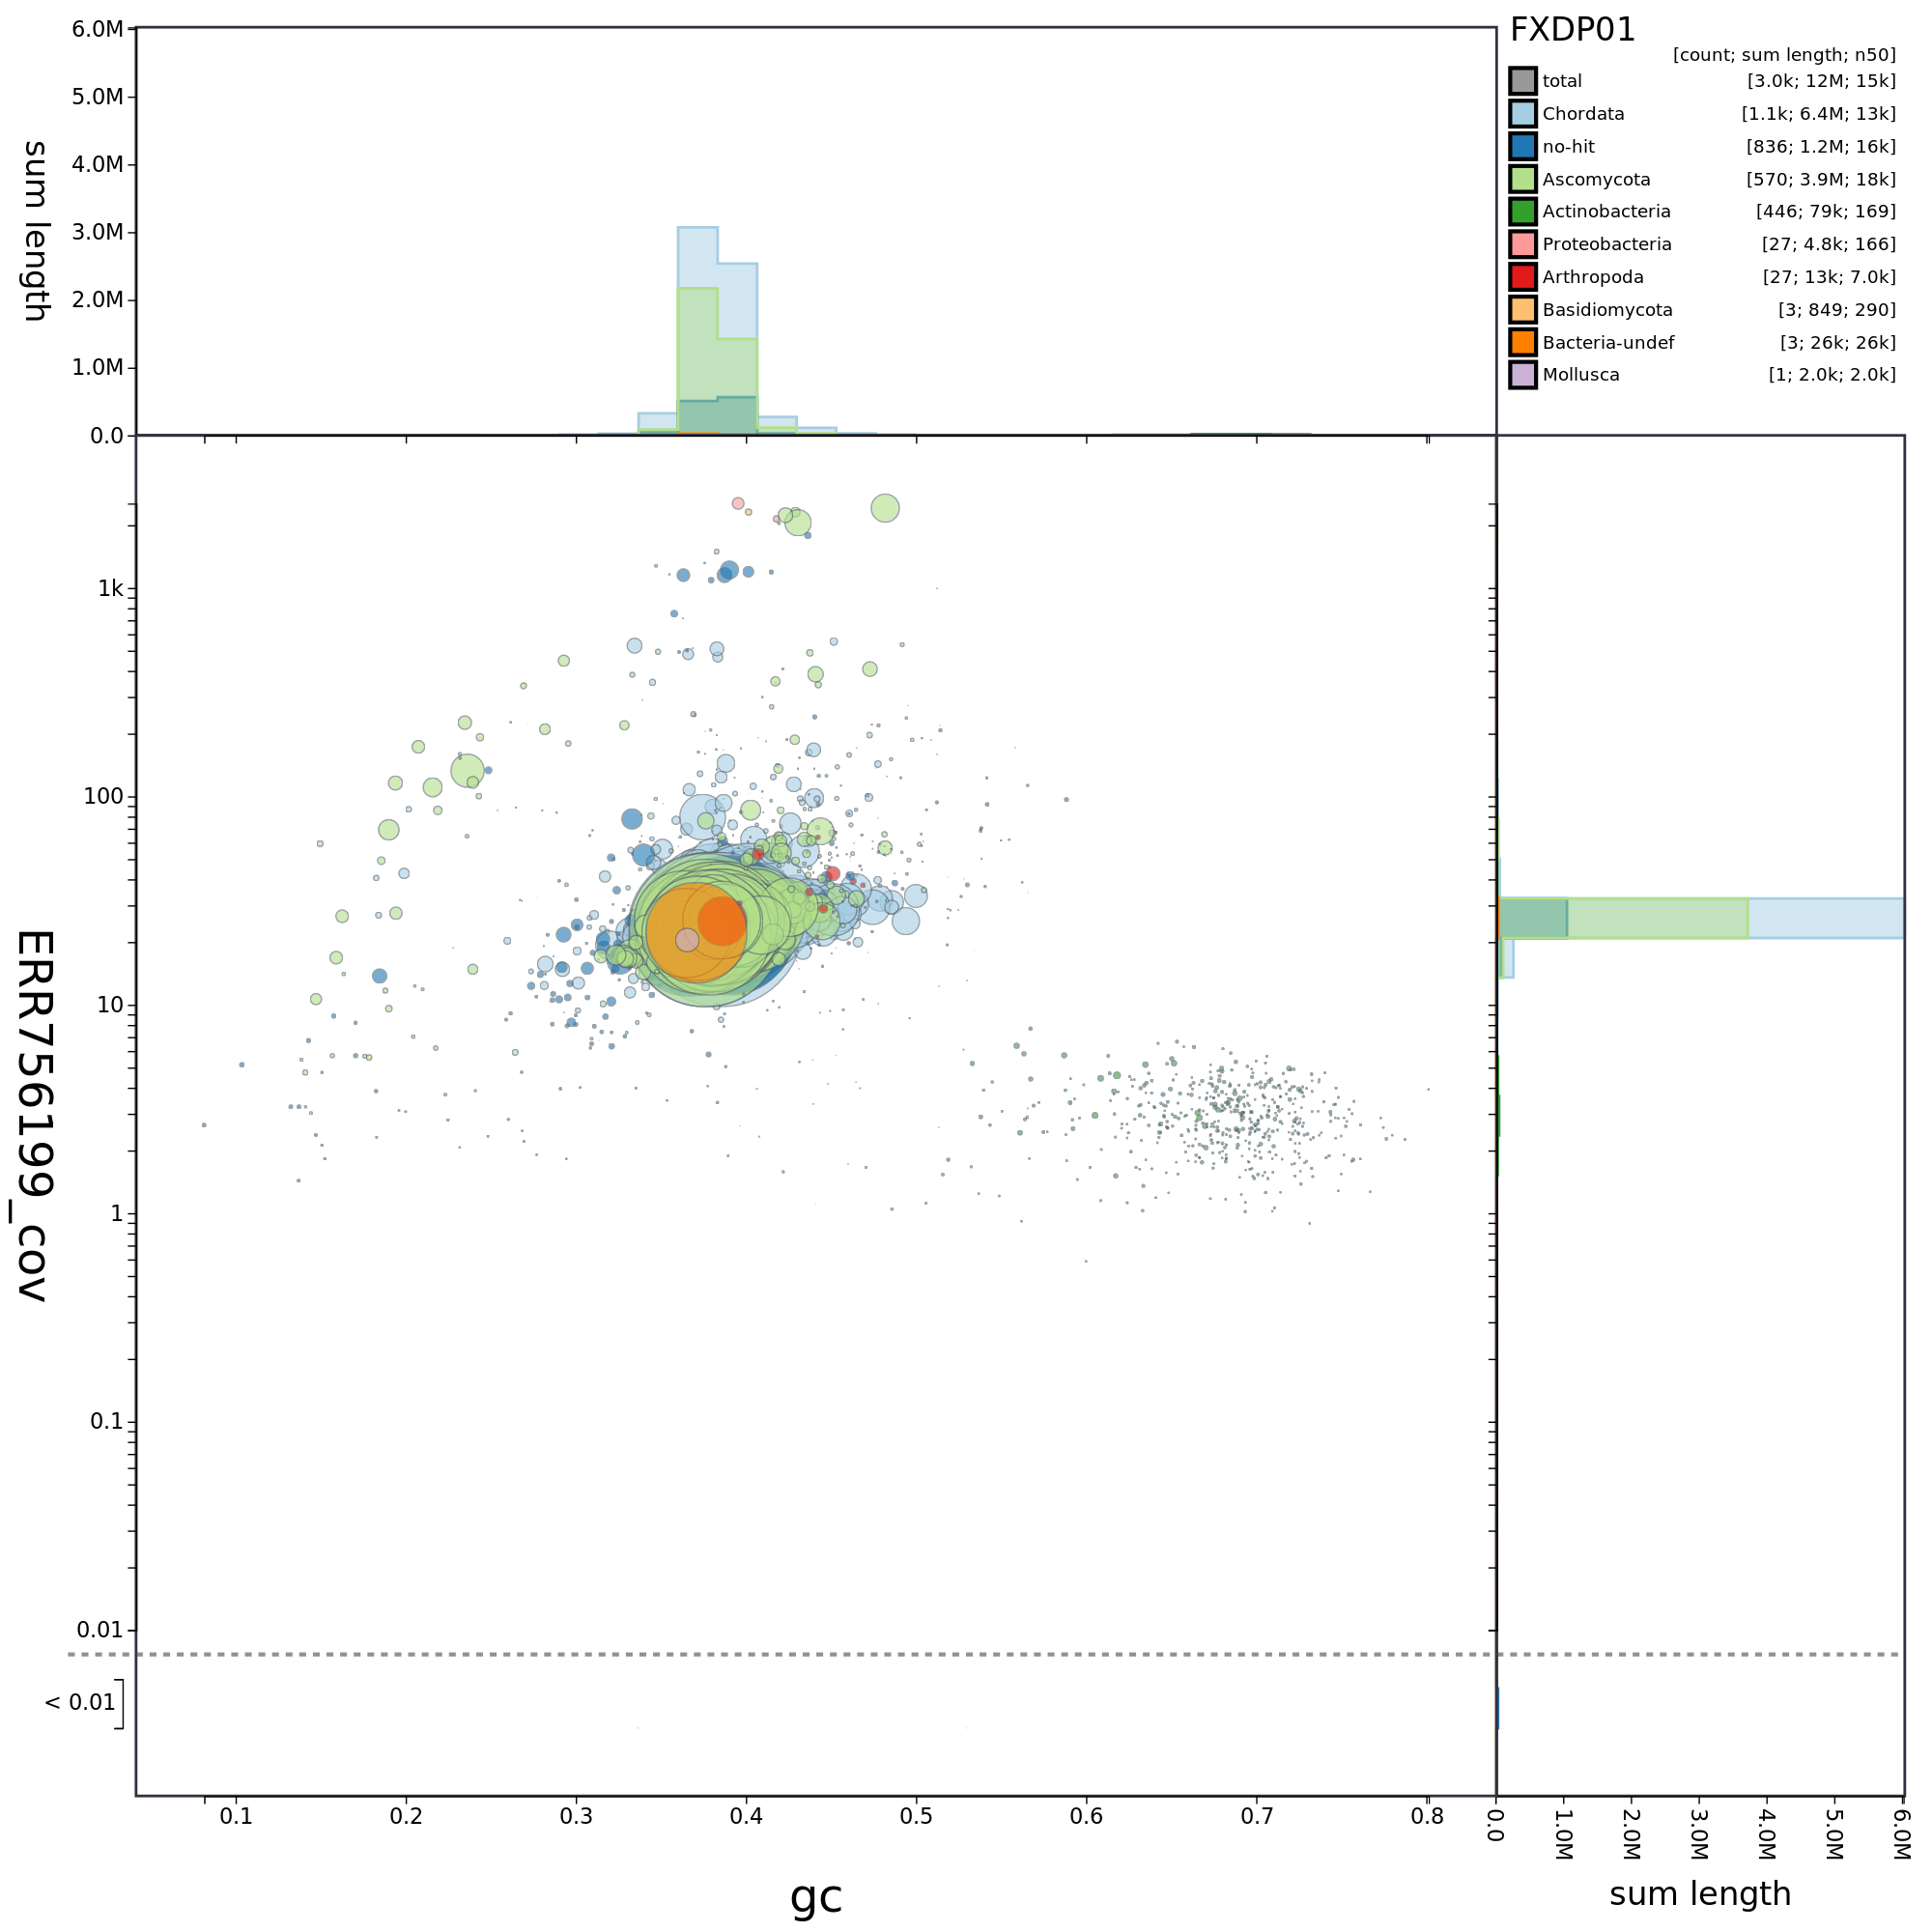 FXDP01
[count; sum length; n50]
total [3.0k; 12M; 15k]
Chordata [1.1k; 6.4M; 13k]
no-hit [836; 1.2M; 16k]
Ascomycota [570; 3.9M; 18k]
Actinobacteria [446; 79k; 169]
Proteobacteria [27; 4.8k; 166]
Arthropoda [27; 13k; 7.0k]
Basidiomycota [3; 849; 290]
Bacteria-undef [3; 26k; 26k]
Mollusca [1; 2.0k; 2.0k]
sum length
6.0M
5.0M
4.0M
3.0M
2.0M
1.0M
0.0
ERR756199_cov
1k
100
10
1
0.1
0.01
< 0.01
0.1 0.2 0.3 0.4 0.5 0.6 0.7 0.8
gc
0.0 1.0M 2.0M 3.0M 4.0M 5.0M 6.0M
sum length